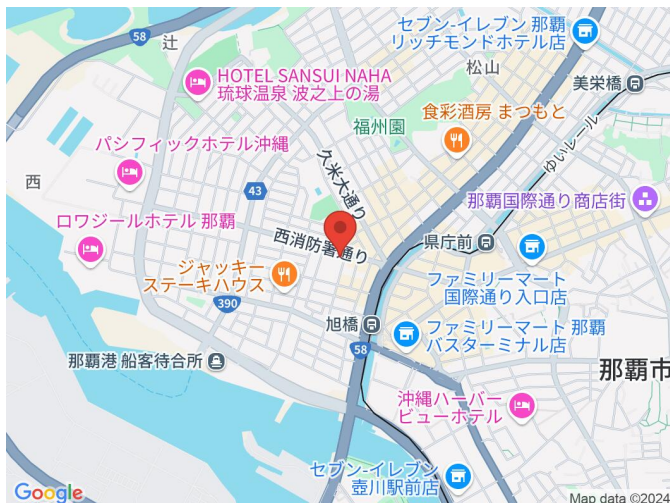 セブン-イレブン 那覇
リッチモンドホテル店
58
辻
松山
HOTEL SANSUI NAHA
琉球温泉 波之上の湯
美栄橋
食彩酒房 まつもと
福州園
パシフィックホテル沖縄
久米大通り
ゆいレール
西
43
那覇国際通り商店街
ロワジールホテル 那覇
西消防署通り
県庁前
ジャッキー
ステーキハウス
ファミリーマート
国際通り入口店
390
旭橋
ファミリーマート 那覇
バスターミナル店
58
那覇港 船客待合所
那覇市
沖縄ハーバー
ビューホテル
セブン-イレブン
壺川駅前店
Google
Map data ©2024